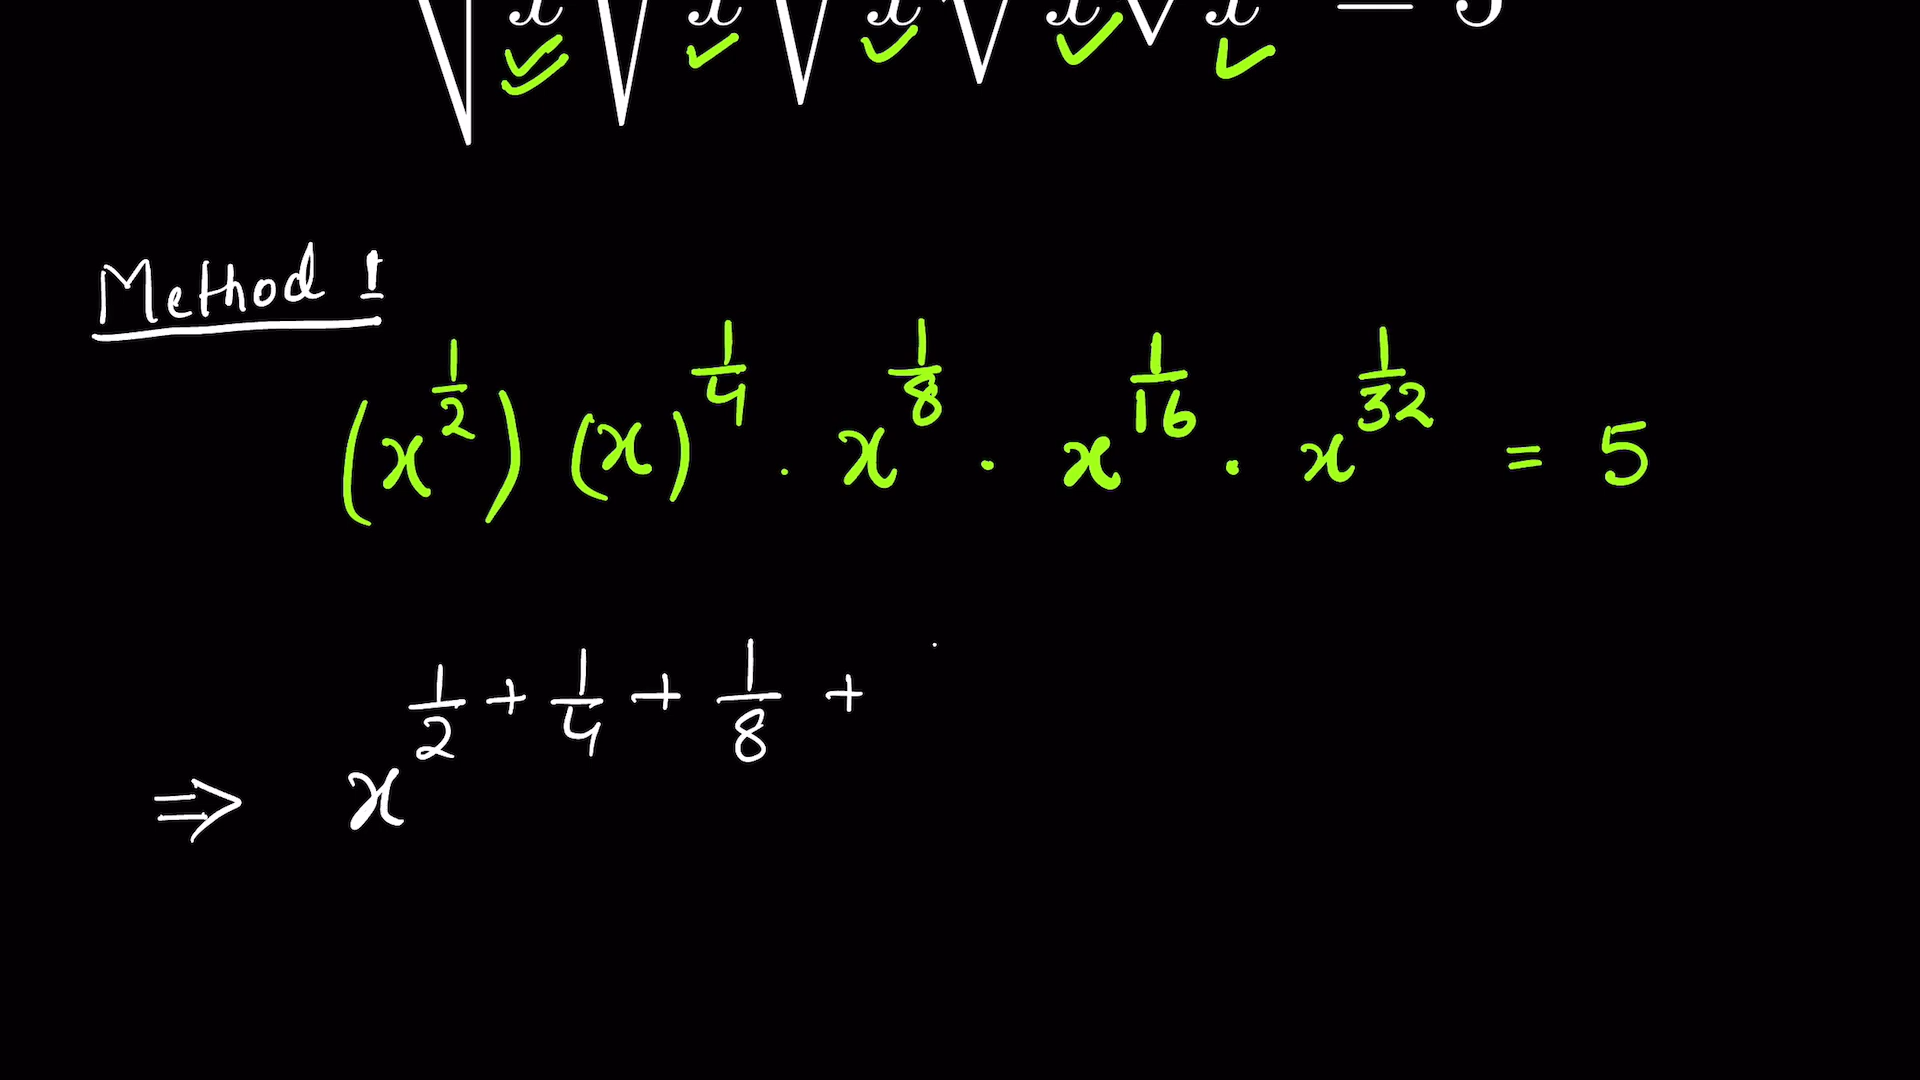 √x√x√x√x√x = 5
Method 1
(x^{1/2}) (x)^{1/4} . x^{1/8} . x^{1/16} . x^{1/32} = 5
⇒ x^{1/2 + 1/4 + 1/8 +}